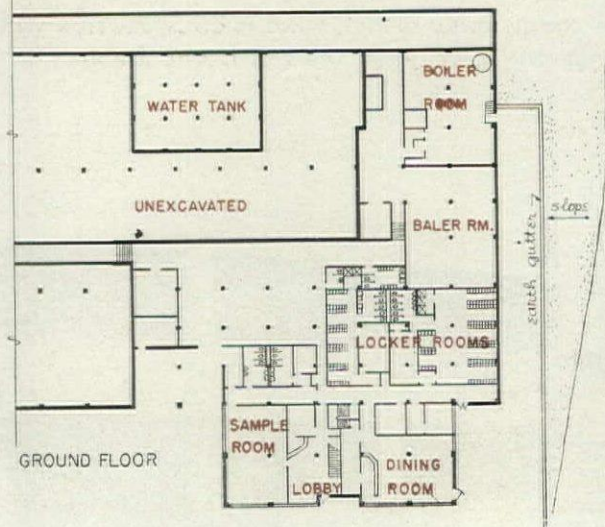 BOILER
ROOM
WATER TANK
UNEXCAVATED
BALER RM.
slope
earth gutter
LOCKER ROOMS
SAMPLE
ROOM
GROUND FLOOR
LOBBY
DINING
ROOM